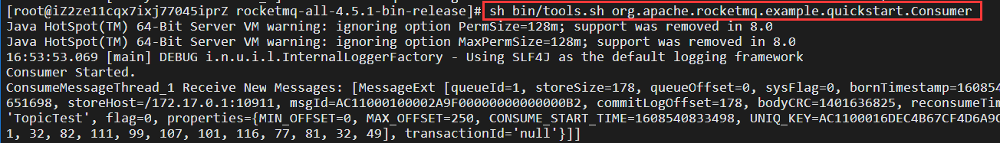 [root@iZ2ze11cqx7ixj77045iprZ rocketmq-all-4.5.1-bin-release]# sh bin/tools.sh org.apache.rocketmq.example.quickstart.Consumer
Java HotSpot(TM) 64-Bit Server VM warning: ignoring option PermSize=128m; support was removed in 8.0
Java HotSpot(TM) 64-Bit Server VM warning: ignoring option MaxPermSize=128m; support was removed in 8.0
16:53:53.069 [main] DEBUG i.n.u.i.l.InternalLoggerFactory - Using SLF4J as the default logging framework
Consumer Started.
ConsumeMessageThread_1 Receive New Messages: [MessageExt [queueId=1, storeSize=178, queueOffset=0, sysFlag=0, bornTimestamp=160854
651698, storeHost=/172.17.0.1:10911, msgId=AC11000100002A9F00000000000000B2, commitLogOffset=178, bodyCRC=1401636825, reconsumeTim
'TopicTest', flag=0, properties={MIN_OFFSET=0, MAX_OFFSET=250, CONSUME_START_TIME=1608540833498, UNIQ_KEY=AC1100016DEC4B67CF4D6A9C
1, 32, 82, 111, 99, 107, 101, 116, 77, 81, 32, 49], transactionId='null'}]]